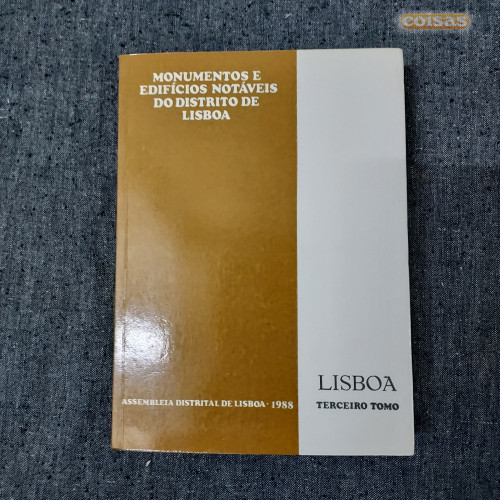 coisas
MONUMENTOS E
EDIFÍCIOS NOTÁVEIS
DO DISTRITO DE
LISBOA
ASSEMBLEIA DISTRITAL DE LISBOA · 1988
LISBOA
TERCEIRO TOMO